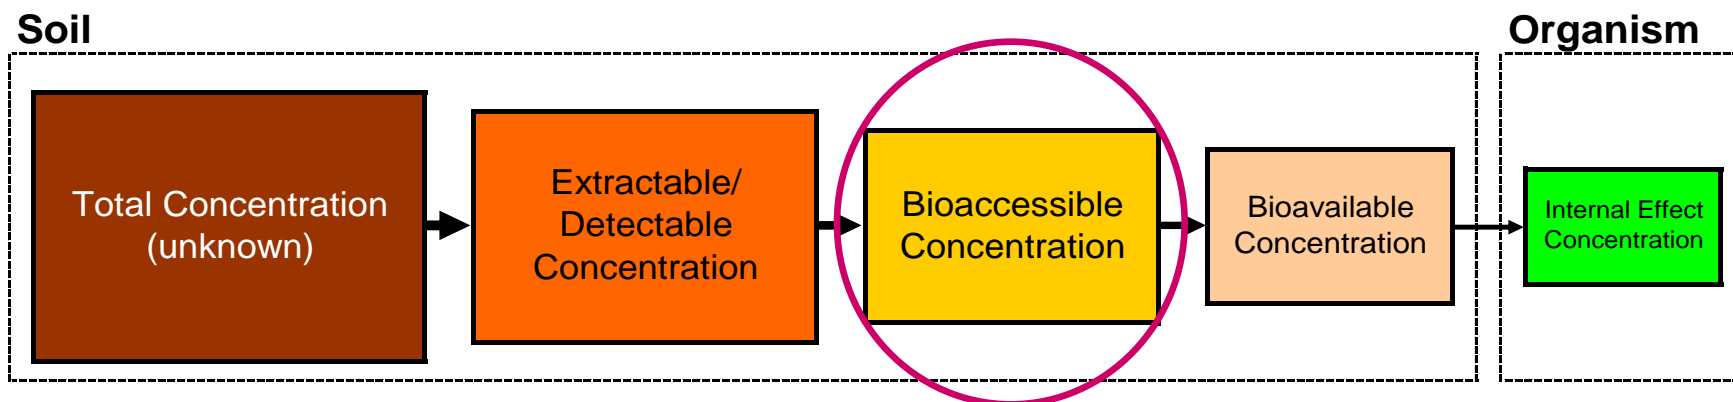 Soil
Organism
Total Concentration
(unknown)
Extractable/
Detectable
Concentration
Bioaccessible
Concentration
Bioavailable
Concentration
Internal Effect
Concentration